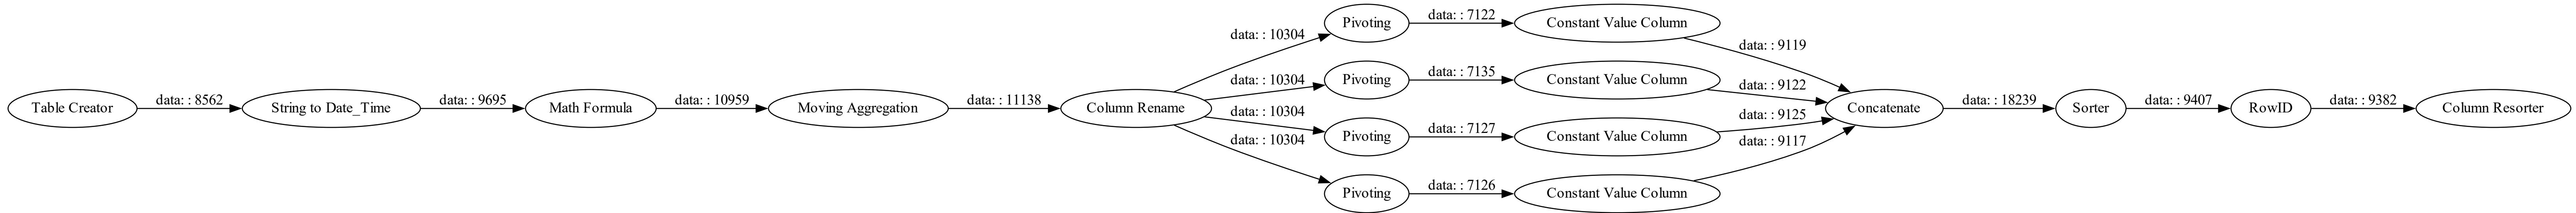 Table Creator
data: : 8562
String to Date_Time
data: : 9695
Math Formula
data: : 10959
Moving Aggregation
data: : 11138
Column Rename
data: : 10304
Pivoting
data: : 7122
Constant Value Column
data: : 9119
data: : 10304
Pivoting
data: : 7135
Constant Value Column
data: : 9122
data: : 10304
Pivoting
data: : 7127
Constant Value Column
data: : 9125
data: : 10304
Pivoting
data: : 7126
Constant Value Column
data: : 9117
Concatenate
data: : 18239
Sorter
data: : 9407
RowID
data: : 9382
Column Resorter